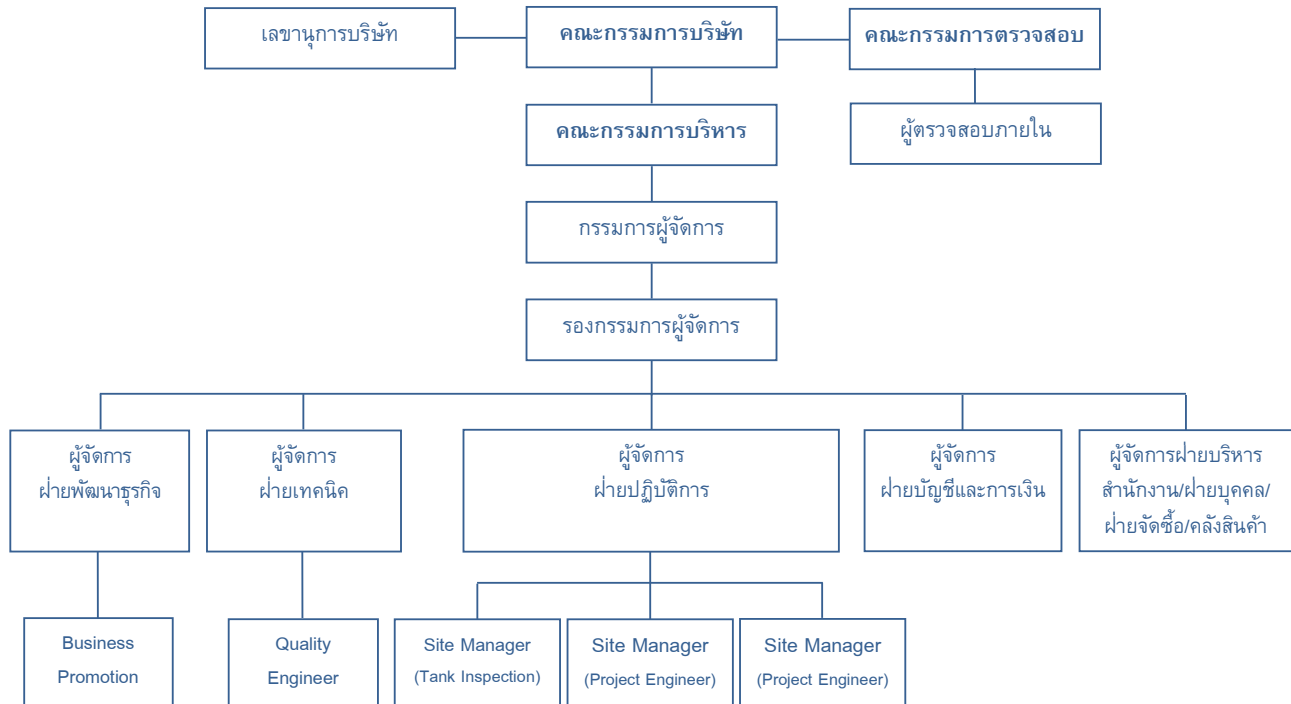 เลขานุการบริษัท
คณะกรรมการบริษัท
คณะกรรมการตรวจสอบ
คณะกรรมการบริหาร
ผู้ตรวจสอบภายใน
กรรมการผู้จัดการ
รองกรรมการผู้จัดการ
ผู้จัดการ
ฝ่ายพัฒนาธุรกิจ
ผู้จัดการ
ฝ่ายเทคนิค
ผู้จัดการ
ฝ่ายปฏิบัติการ
ผู้จัดการ
ฝ่ายบัญชีและการเงิน
ผู้จัดการฝ่ายบริหาร
สำนักงาน/ฝ่ายบุคคล/
ฝ่ายจัดซื้อ/คลังสินค้า
Business
Promotion
Quality
Engineer
Site Manager
(Tank Inspection)
Site Manager
(Project Engineer)
Site Manager
(Project Engineer)